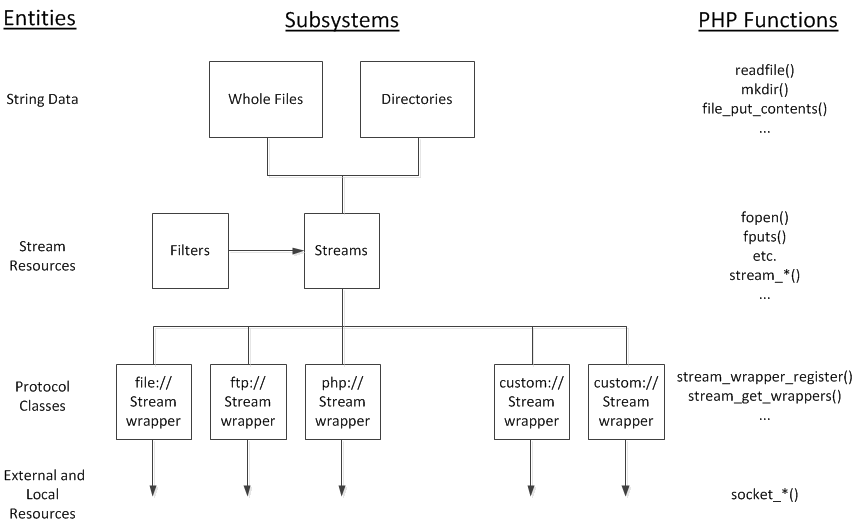 Entities
Subsystems
PHP Functions
String Data
Whole Files
Directories
readfile()
mkdir()
file_put_contents()
...
Stream
Resources
Filters
Streams
fopen()
fputs()
etc.
stream_*()
...
Protocol
Classes
file://
Stream
wrapper
ftp://
Stream
wrapper
php://
Stream
wrapper
custom://
Stream
wrapper
custom://
Stream
wrapper
stream_wrapper_register()
stream_get_wrappers()
...
External and
Local
Resources
socket_*()